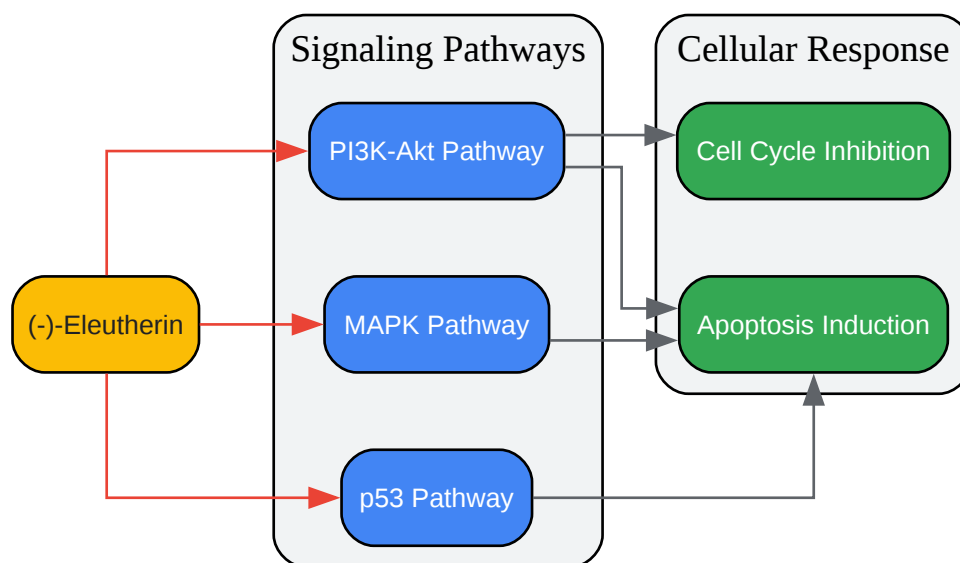 Signaling Pathways
Cellular Response
PI3K-Akt Pathway
Cell Cycle Inhibition
(-)-Eleutherin
MAPK Pathway
Apoptosis Induction
p53 Pathway